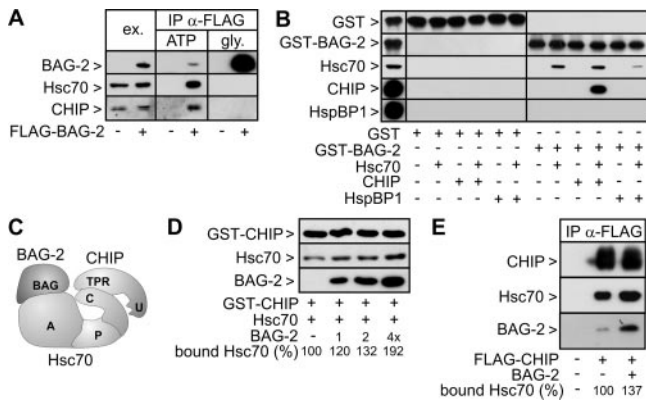 A
ex.
IP α-FLAG
ATP
gly.
BAG-2 >
Hsc70 >
CHIP >
FLAG-BAG-2 - + - + - +
B
GST >
GST-BAG-2 >
Hsc70 >
CHIP >
HspBP1 >
GST + + + + + + - - - - - -
GST-BAG-2 - - - - - - + + + + + +
Hsc70 - + - + - + - + - + - +
CHIP - - + + - - - - + + - -
HspBP1 - - - - + + - - - - + +
C
BAG-2
CHIP
BAG
TPR
C
U
A
P
Hsc70
D
GST-CHIP >
Hsc70 >
BAG-2 >
GST-CHIP + + + +
Hsc70 + + + +
BAG-2 - 1 2 4x
bound Hsc70 (%) 100 120 132 192
E
IP α-FLAG
CHIP >
Hsc70 >
BAG-2 >
FLAG-CHIP - + +
BAG-2 - - +
bound Hsc70 (%) 100 137